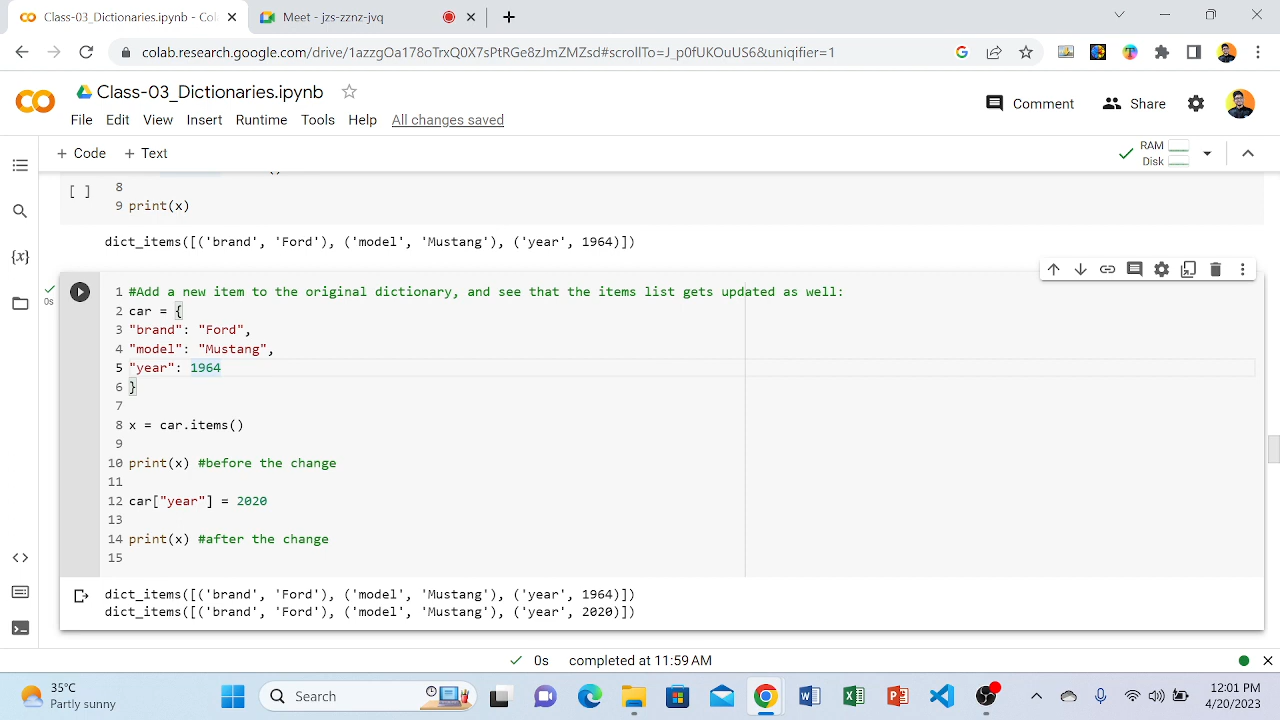 Class-03_Dictionaries.ipynb - Col
Meet - jzs-zznz-jvq
colab.research.google.com/drive/1azzgOa178oTrxQ0X7sPtRGe8zJmZMZsd#scrollTo=J_p0fUKOuUS6&uniqifier=1
Class-03_Dictionaries.ipynb
File Edit View Insert Runtime Tools Help All changes saved
Comment Share
+ Code + Text
RAM
Disk
8
[ ] 9 print(x)
dict_items([('brand', 'Ford'), ('model', 'Mustang'), ('year', 1964)])
{x}
0s
1 #Add a new item to the original dictionary, and see that the items list gets updated as well:
2 car = {
3 "brand": "Ford",
4 "model": "Mustang",
5 "year": 1964
6 }
7
8 x = car.items()
9
10 print(x) #before the change
11
12 car["year"] = 2020
13
14 print(x) #after the change
15
dict_items([('brand', 'Ford'), ('model', 'Mustang'), ('year', 1964)])
dict_items([('brand', 'Ford'), ('model', 'Mustang'), ('year', 2020)])
0s completed at 11:59 AM
35°C
Partly sunny
Search
12:01 PM
4/20/2023